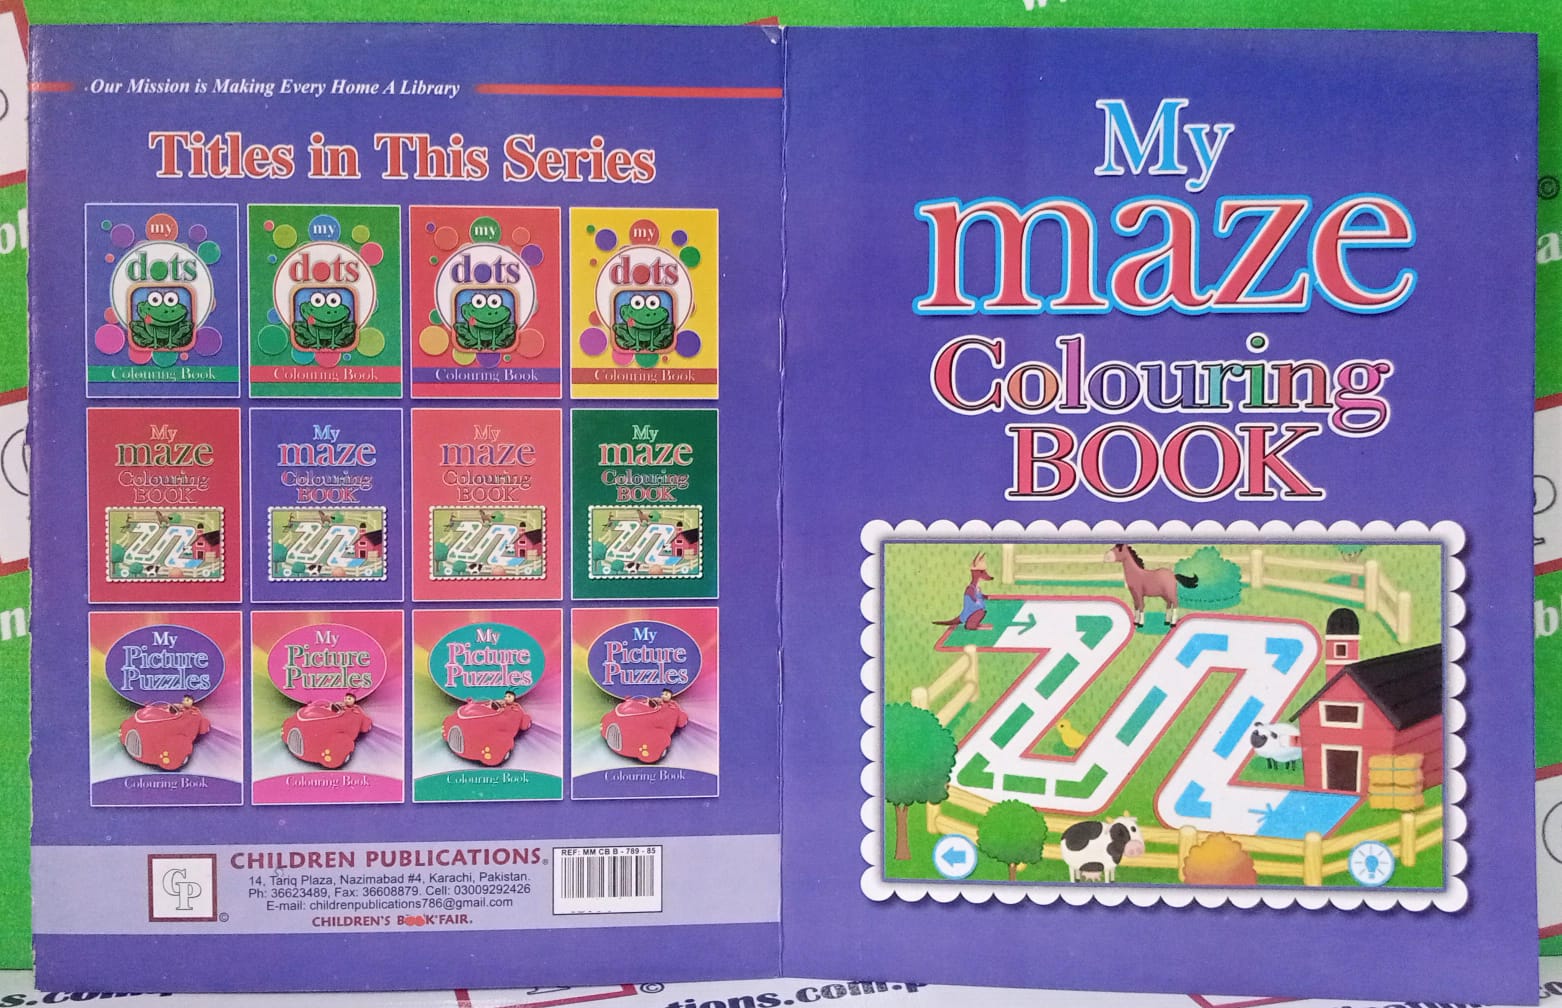 Our Mission is Making Every Home A Library
Titles in This Series
my
dots
Colouring Book
my
dots
Colouring Book
my
dots
Colouring Book
my
dots
Colouring Book
My
maze
Colouring
BOOK
My
maze
Colouring
BOOK
My
maze
Colouring
BOOK
My
maze
Colouring
BOOK
My
Picture
Puzzles
Colouring Book
My
Picture
Puzzles
Colouring Book
My
Picture
Puzzles
Colouring Book
My
Picture
Puzzles
Colouring Book
CP
©
CHILDREN PUBLICATIONS®
14, Tariq Plaza, Nazimabad #4, Karachi, Pakistan.
Ph: 36623489, Fax: 36608879. Cell: 03009292426
E-mail: childrenpublications786@gmail.com
CHILDREN'S BOOK FAIR.
REF: MM CB B - 789 - 85
My
maze
Colouring
BOOK